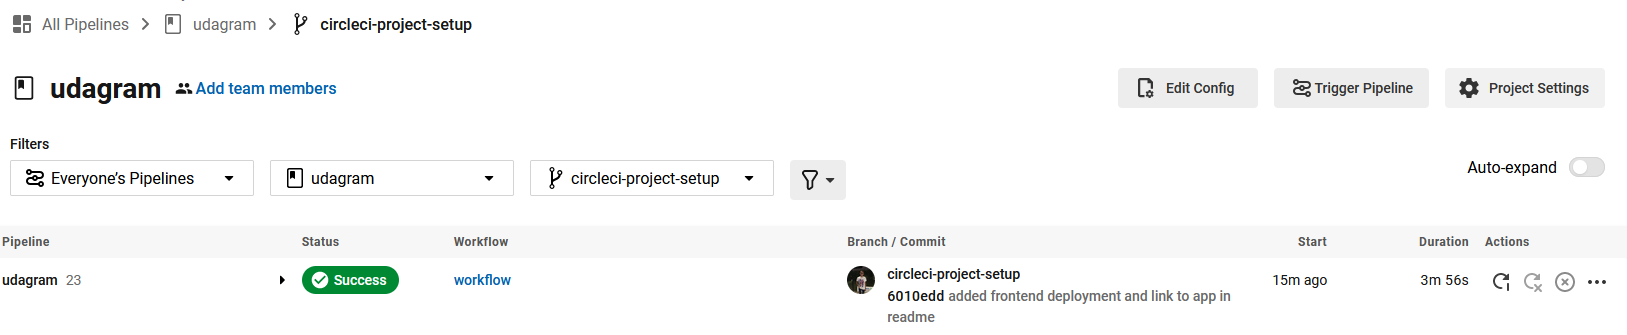 All Pipelines udagram circleci-project-setup
udagram Add team members Edit Config Trigger Pipeline Project Settings
Filters
Everyone's Pipelines udagram circleci-project-setup Auto-expand
Pipeline Status Workflow Branch / Commit Start Duration Actions
udagram 23 Success workflow circleci-project-setup 15m ago 3m 56s
6010edd added frontend deployment and link to app in
readme